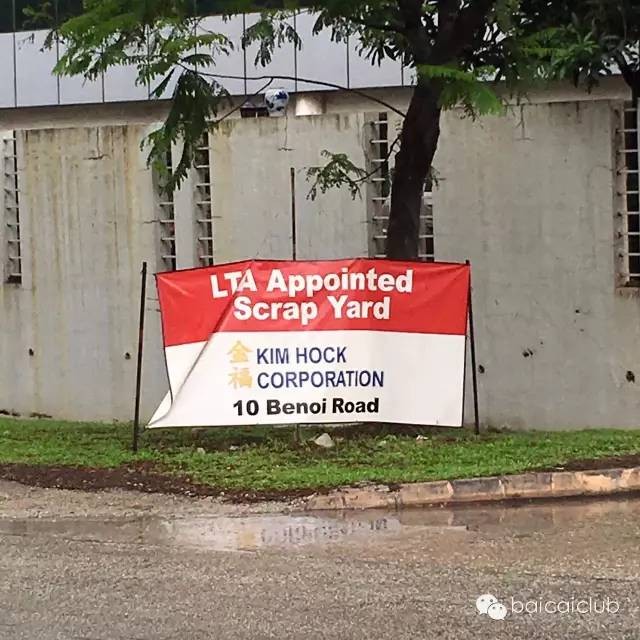 LTA Appointed
Scrap Yard
金 KIM HOCK
福 CORPORATION
10 Benoi Road
baicaiclub